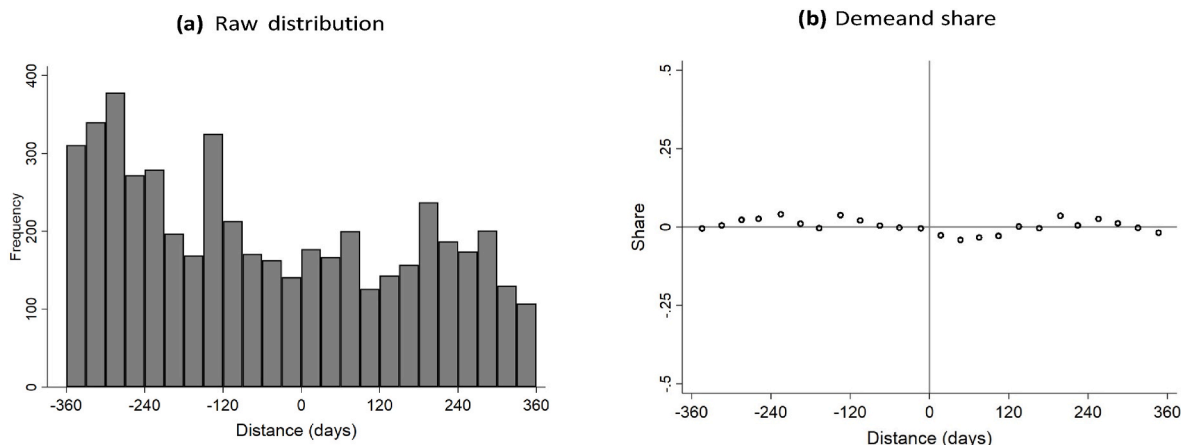 (a) Raw distribution
400
300
200
100
0
Frequency
-360 -240 -120 0 120 240 360
Distance (days)
(b) Demeand share
.5
.25
0
-.25
-.5
Share
-360 -240 -120 0 120 240 360
Distance (days)